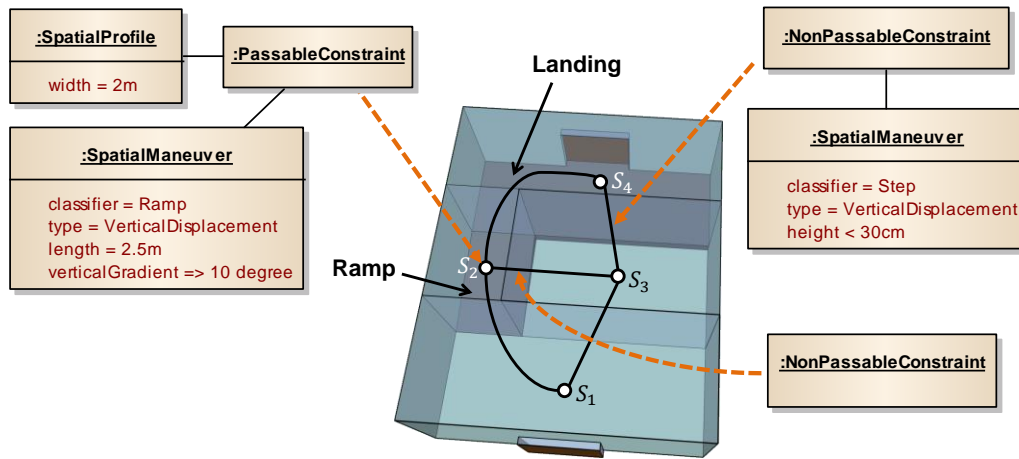 :SpatialProfile
width = 2m
:PassableConstraint
:SpatialManeuver
classifier = Ramp
type = VerticalDisplacement
length = 2.5m
verticalGradient => 10 degree
Landing
Ramp
S4
S2
S3
S1
:NonPassableConstraint
:SpatialManeuver
classifier = Step
type = VerticalDisplacement
height < 30cm
:NonPassableConstraint